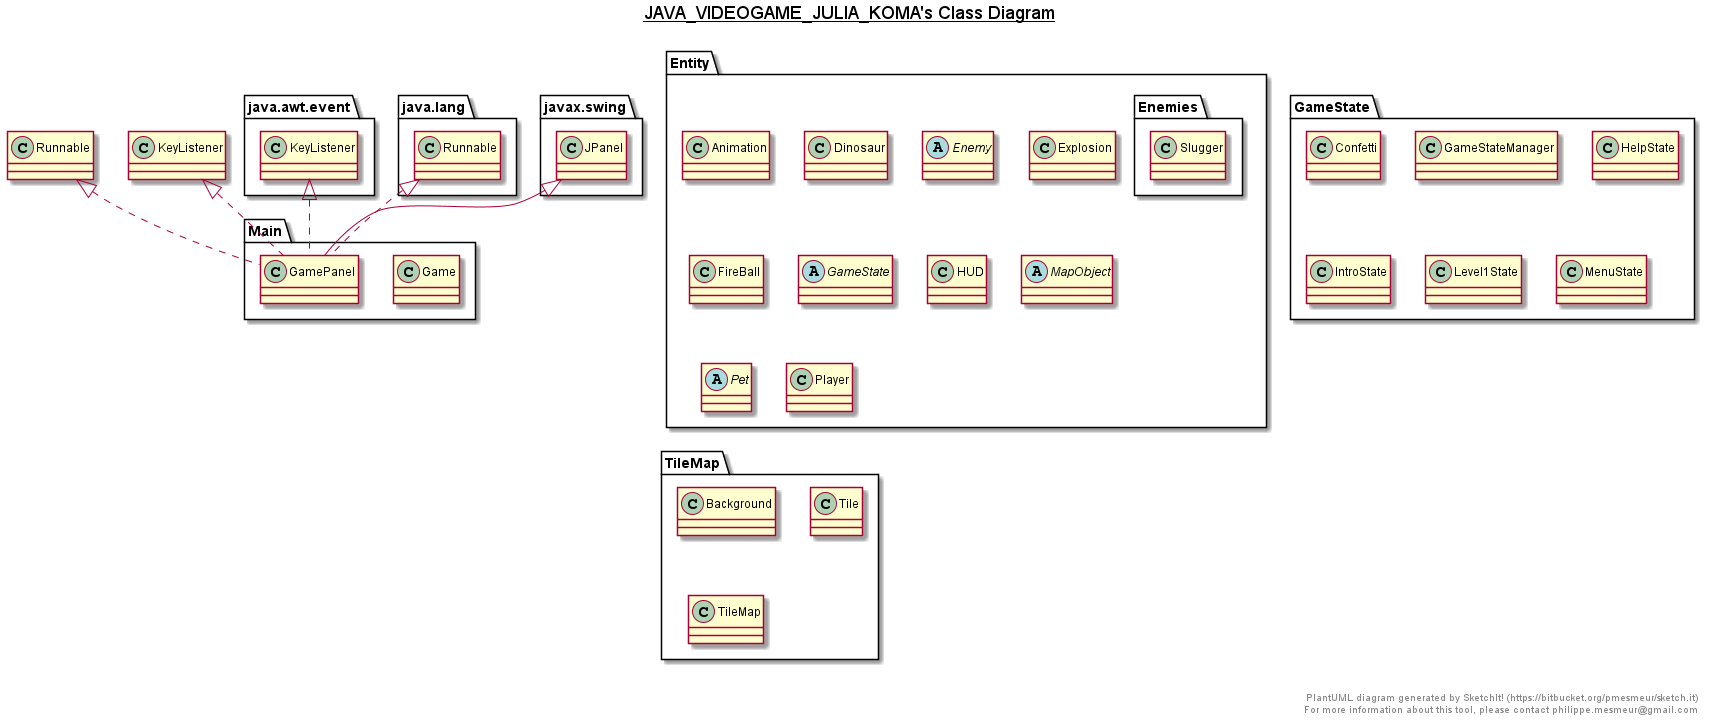 JAVA_VIDEOGAME_JULIA_KOMA's Class Diagram
Runnable
KeyListener
java.awt.event
C KeyListener
java.lang
C Runnable
javax.swing
C JPanel
C Runnable
C KeyListener
Main
C GamePanel
C Game
Entity
C Animation
C Dinosaur
A Enemy
C Explosion
Enemies
C Slugger
C FireBall
A GameState
C HUD
A MapObject
A Pet
C Player
GameState
C Confetti
C GameStateManager
C HelpState
C IntroState
C Level1State
C MenuState
TileMap
C Background
C Tile
C TileMap
PlantUML diagram generated by SketchIt! (https://bitbucket.org/pmesmeur/sketch.it)
For more information about this tool, please contact philippe.mesmeur@gmail.com